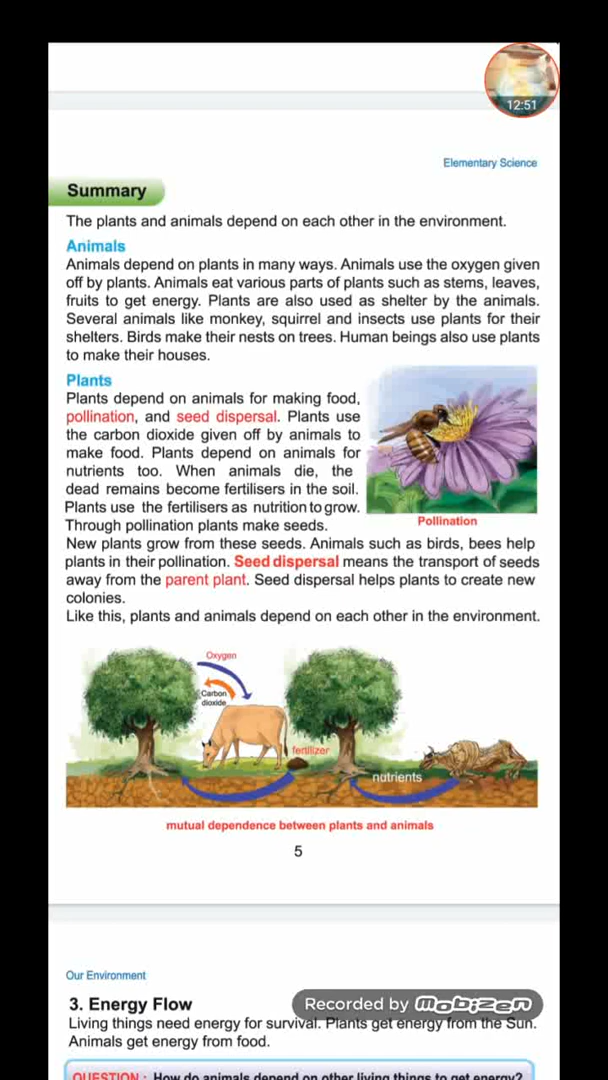 12:51
Elementary Science
Summary
The plants and animals depend on each other in the environment.
Animals
Animals depend on plants in many ways. Animals use the oxygen given
off by plants. Animals eat various parts of plants such as stems, leaves,
fruits to get energy. Plants are also used as shelter by the animals.
Several animals like monkey, squirrel and insects use plants for their
shelters. Birds make their nests on trees. Human beings also use plants
to make their houses.
Plants
Plants depend on animals for making food,
pollination, and seed dispersal. Plants use
the carbon dioxide given off by animals to
make food. Plants depend on animals for
nutrients too. When animals die, the
dead remains become fertilisers in the soil.
Plants use the fertilisers as nutrition to grow.
Through pollination plants make seeds.
Pollination
New plants grow from these seeds. Animals such as birds, bees help
plants in their pollination. Seed dispersal means the transport of seeds
away from the parent plant. Seed dispersal helps plants to create new
colonies.
Like this, plants and animals depend on each other in the environment.
Oxygen
Carbon
dioxide
fertilizer
nutrients
mutual dependence between plants and animals
5
Our Environment
3. Energy Flow
Recorded by mobizen
Living things need energy for survival. Plants get energy from the Sun.
Animals get energy from food.
QUESTION : How do animals depend on other living things to get energy?